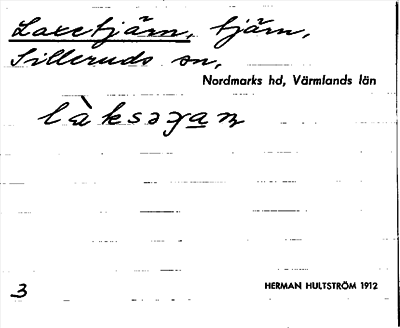 Laxetjärn, tjärn,
Silleruds sn,
Nordmarks hd, Värmlands län
3
HERMAN HULTSTRÖM 1912